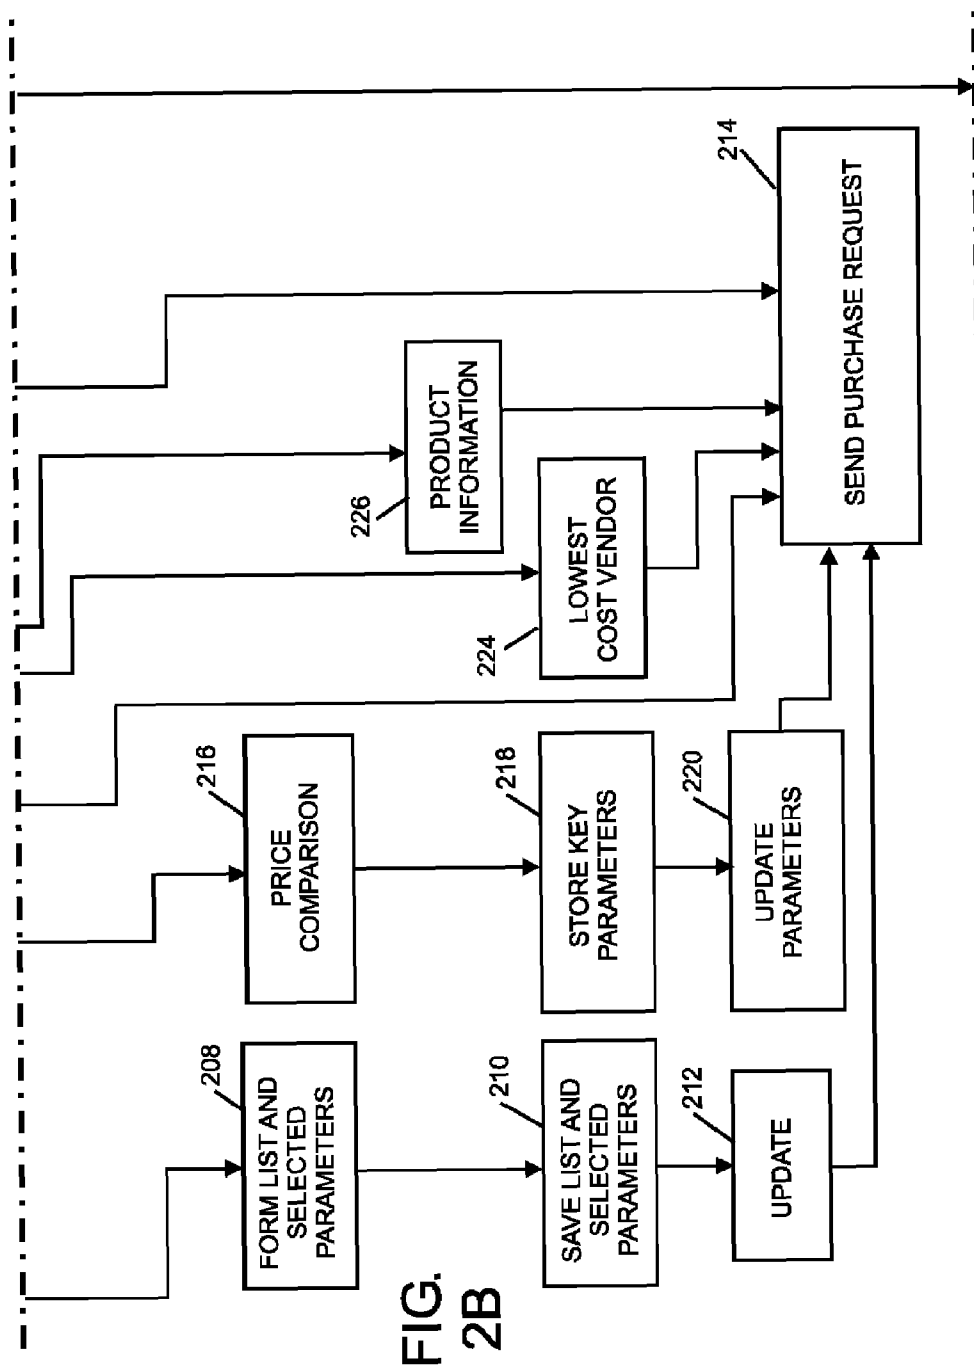 FIG.
2B
208
FORM LIST AND
SELECTED
PARAMETERS
210
SAVE LIST AND
SELECTED
PARAMETERS
212
UPDATE
216
PRICE
COMPARISON
218
STORE KEY
PARAMETERS
220
UPDATE
PARAMETERS
224
LOWEST
COST VENDOR
226
PRODUCT
INFORMATION
214
SEND PURCHASE REQUEST